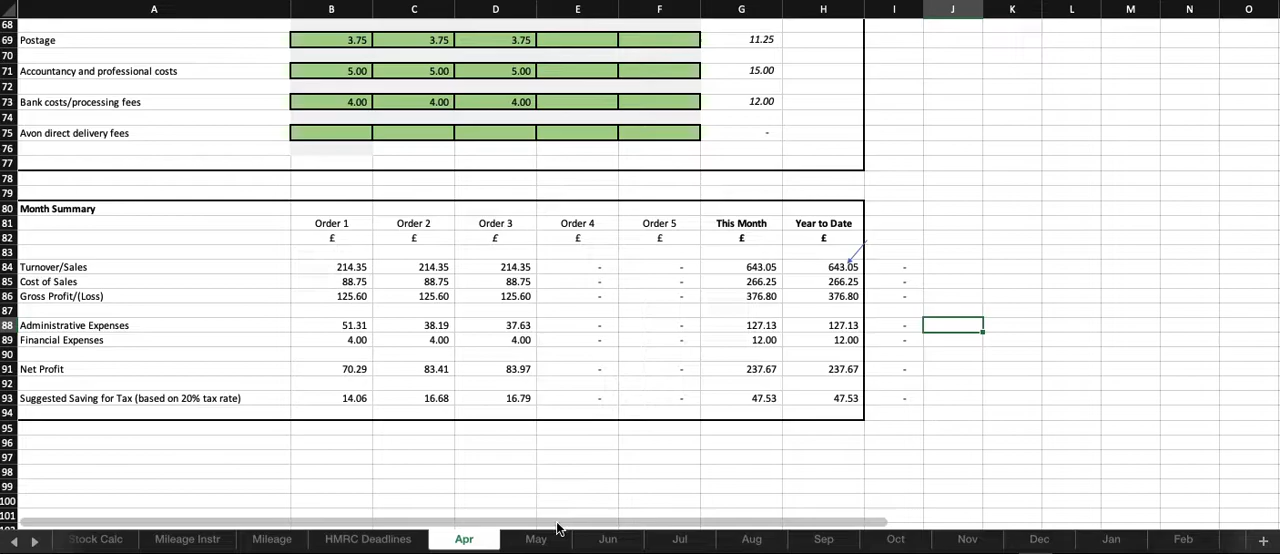 A B C D E F G H I J K L M N O
68
69 Postage 3.75 3.75 3.75 11.25
70
71 Accountancy and professional costs 5.00 5.00 5.00 15.00
72
73 Bank costs/processing fees 4.00 4.00 4.00 12.00
74
75 Avon direct delivery fees -
76
77
78
79
80 Month Summary
81 Order 1 Order 2 Order 3 Order 4 Order 5 This Month Year to Date
82 £ £ £ £ £ £ £
83
84 Turnover/Sales 214.35 214.35 214.35 - - 643.05 643.05 -
85 Cost of Sales 88.75 88.75 88.75 - - 266.25 266.25 -
86 Gross Profit/(Loss) 125.60 125.60 125.60 - - 376.80 376.80 -
87
88 Administrative Expenses 51.31 38.19 37.63 - - 127.13 127.13 -
89 Financial Expenses 4.00 4.00 4.00 - - 12.00 12.00 -
90
91 Net Profit 70.29 83.41 83.97 - - 237.67 237.67 -
92
93 Suggested Saving for Tax (based on 20% tax rate) 14.06 16.68 16.79 - - 47.53 47.53 -
94
95
96
97
98
99
100
101
Stock Calc Mileage Instr Mileage HMRC Deadlines Apr May Jun Jul Aug Sep Oct Nov Dec Jan Feb +